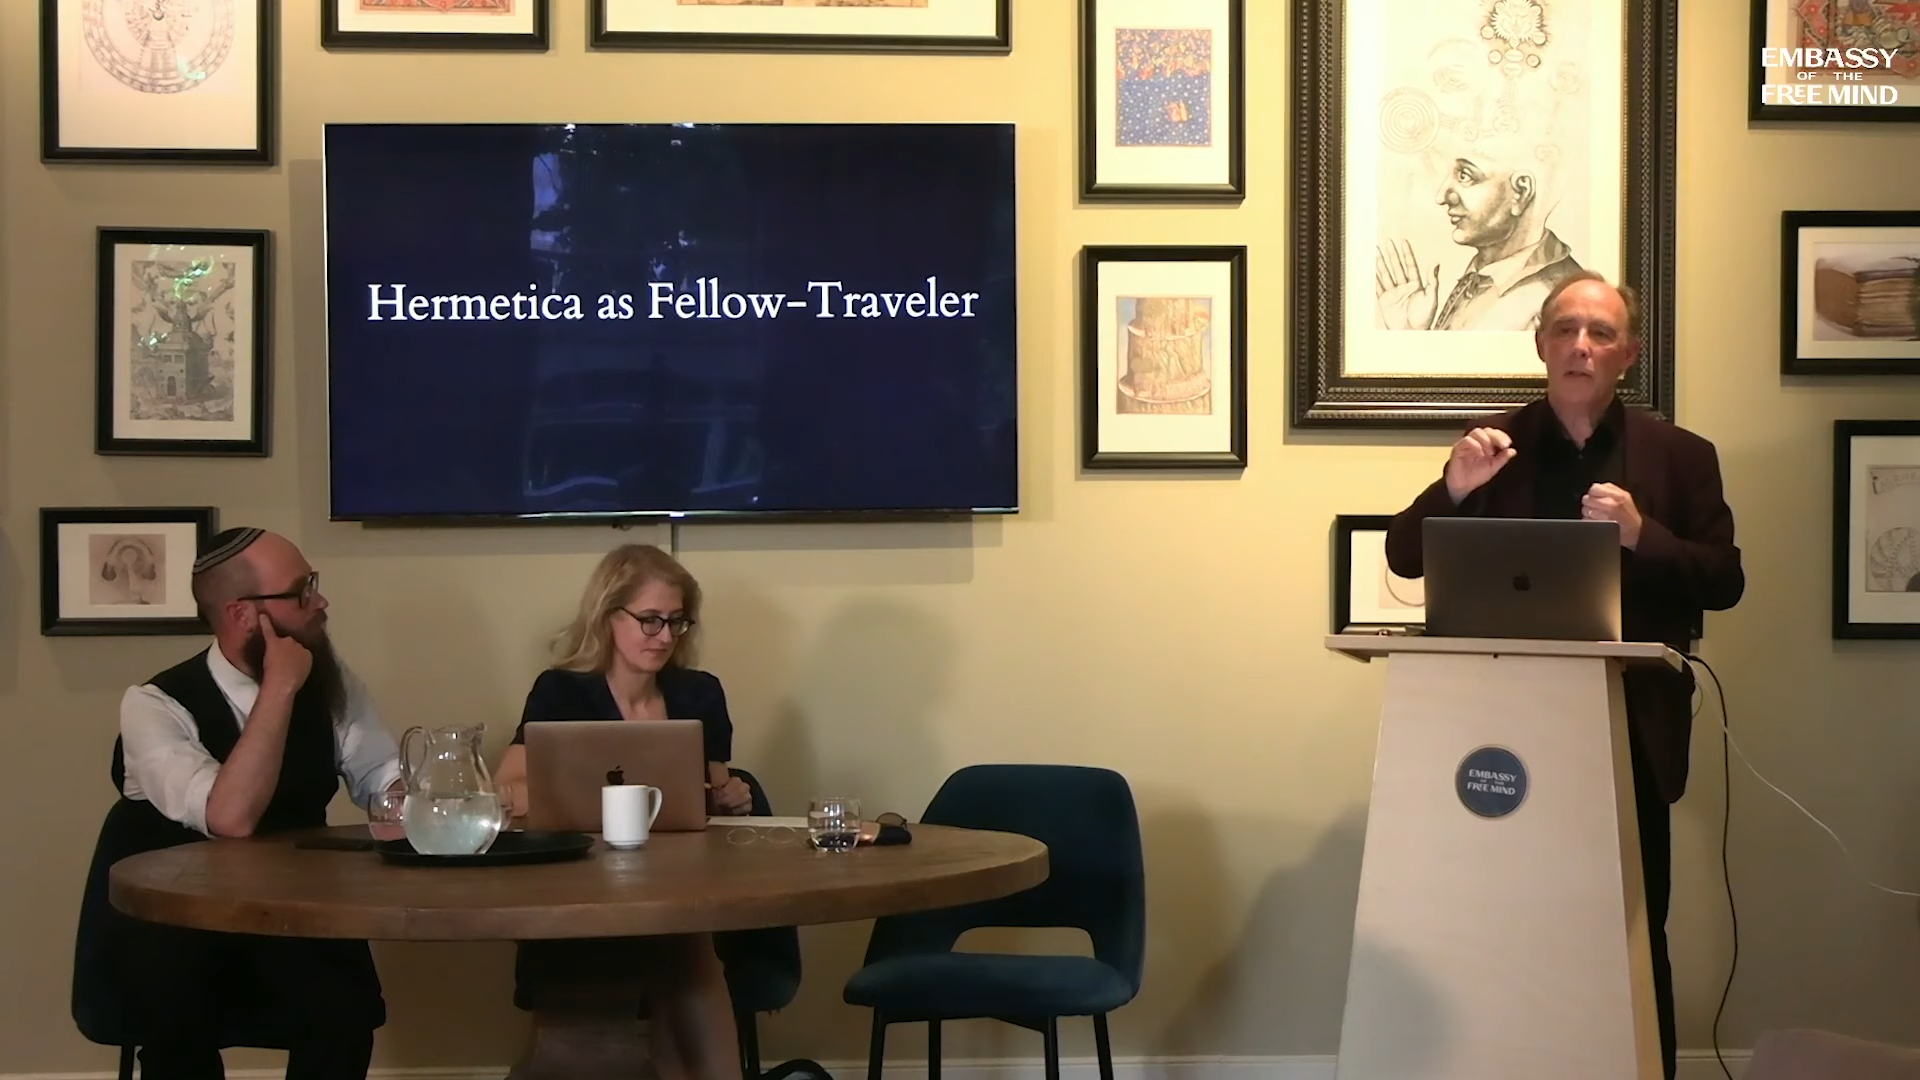 EMBASSY
OF THE
FREE MIND
Hermetica as Fellow-Traveler
EMBASSY
OF THE
FREE MIND